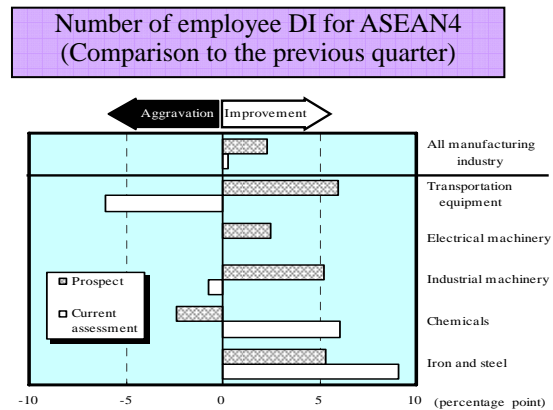 Number of employee DI for ASEAN4
(Comparison to the previous quarter)
Aggravation Improvement
All manufacturing
industry
Transportation
equipment
Electrical machinery
Industrial machinery
Chemicals
Iron and steel
Prospect
Current
assessment
-10 -5 0 5 10 (percentage point)